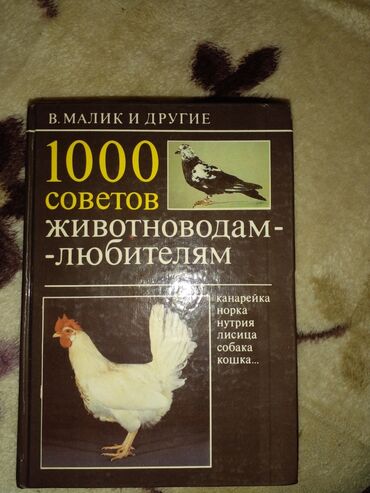 В. МАЛИК И ДРУГИЕ
1000
советов
животноводам-
-любителям
канарейка
норка
нутрия
лисица
собака
кошка...